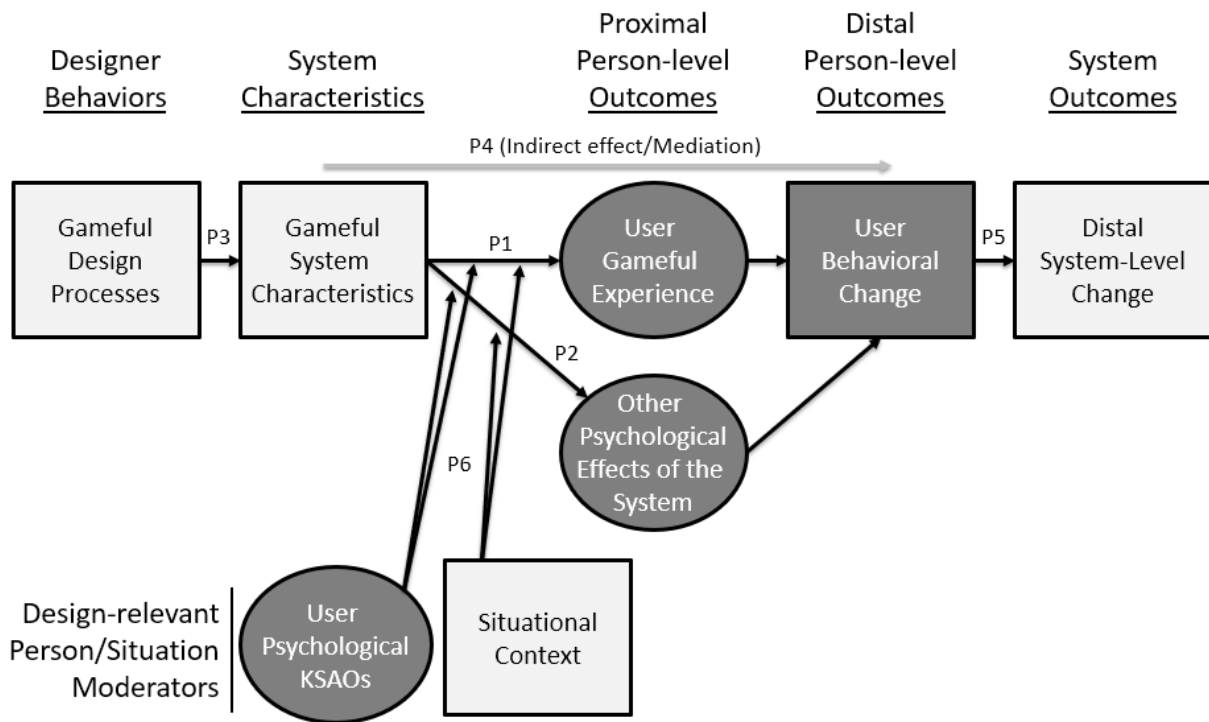 Designer
Behaviors
System
Characteristics
Proximal
Person-level
Outcomes
Distal
Person-level
Outcomes
System
Outcomes
P4 (Indirect effect/Mediation)
Gameful
Design
Processes
P3
Gameful
System
Characteristics
P1
User
Gameful
Experience
User
Behavioral
Change
P5
Distal
System-Level
Change
P2
Other
Psychological
Effects of the
System
P6
Design-relevant
Person/Situation
Moderators
User
Psychological
KSAOs
Situational
Context